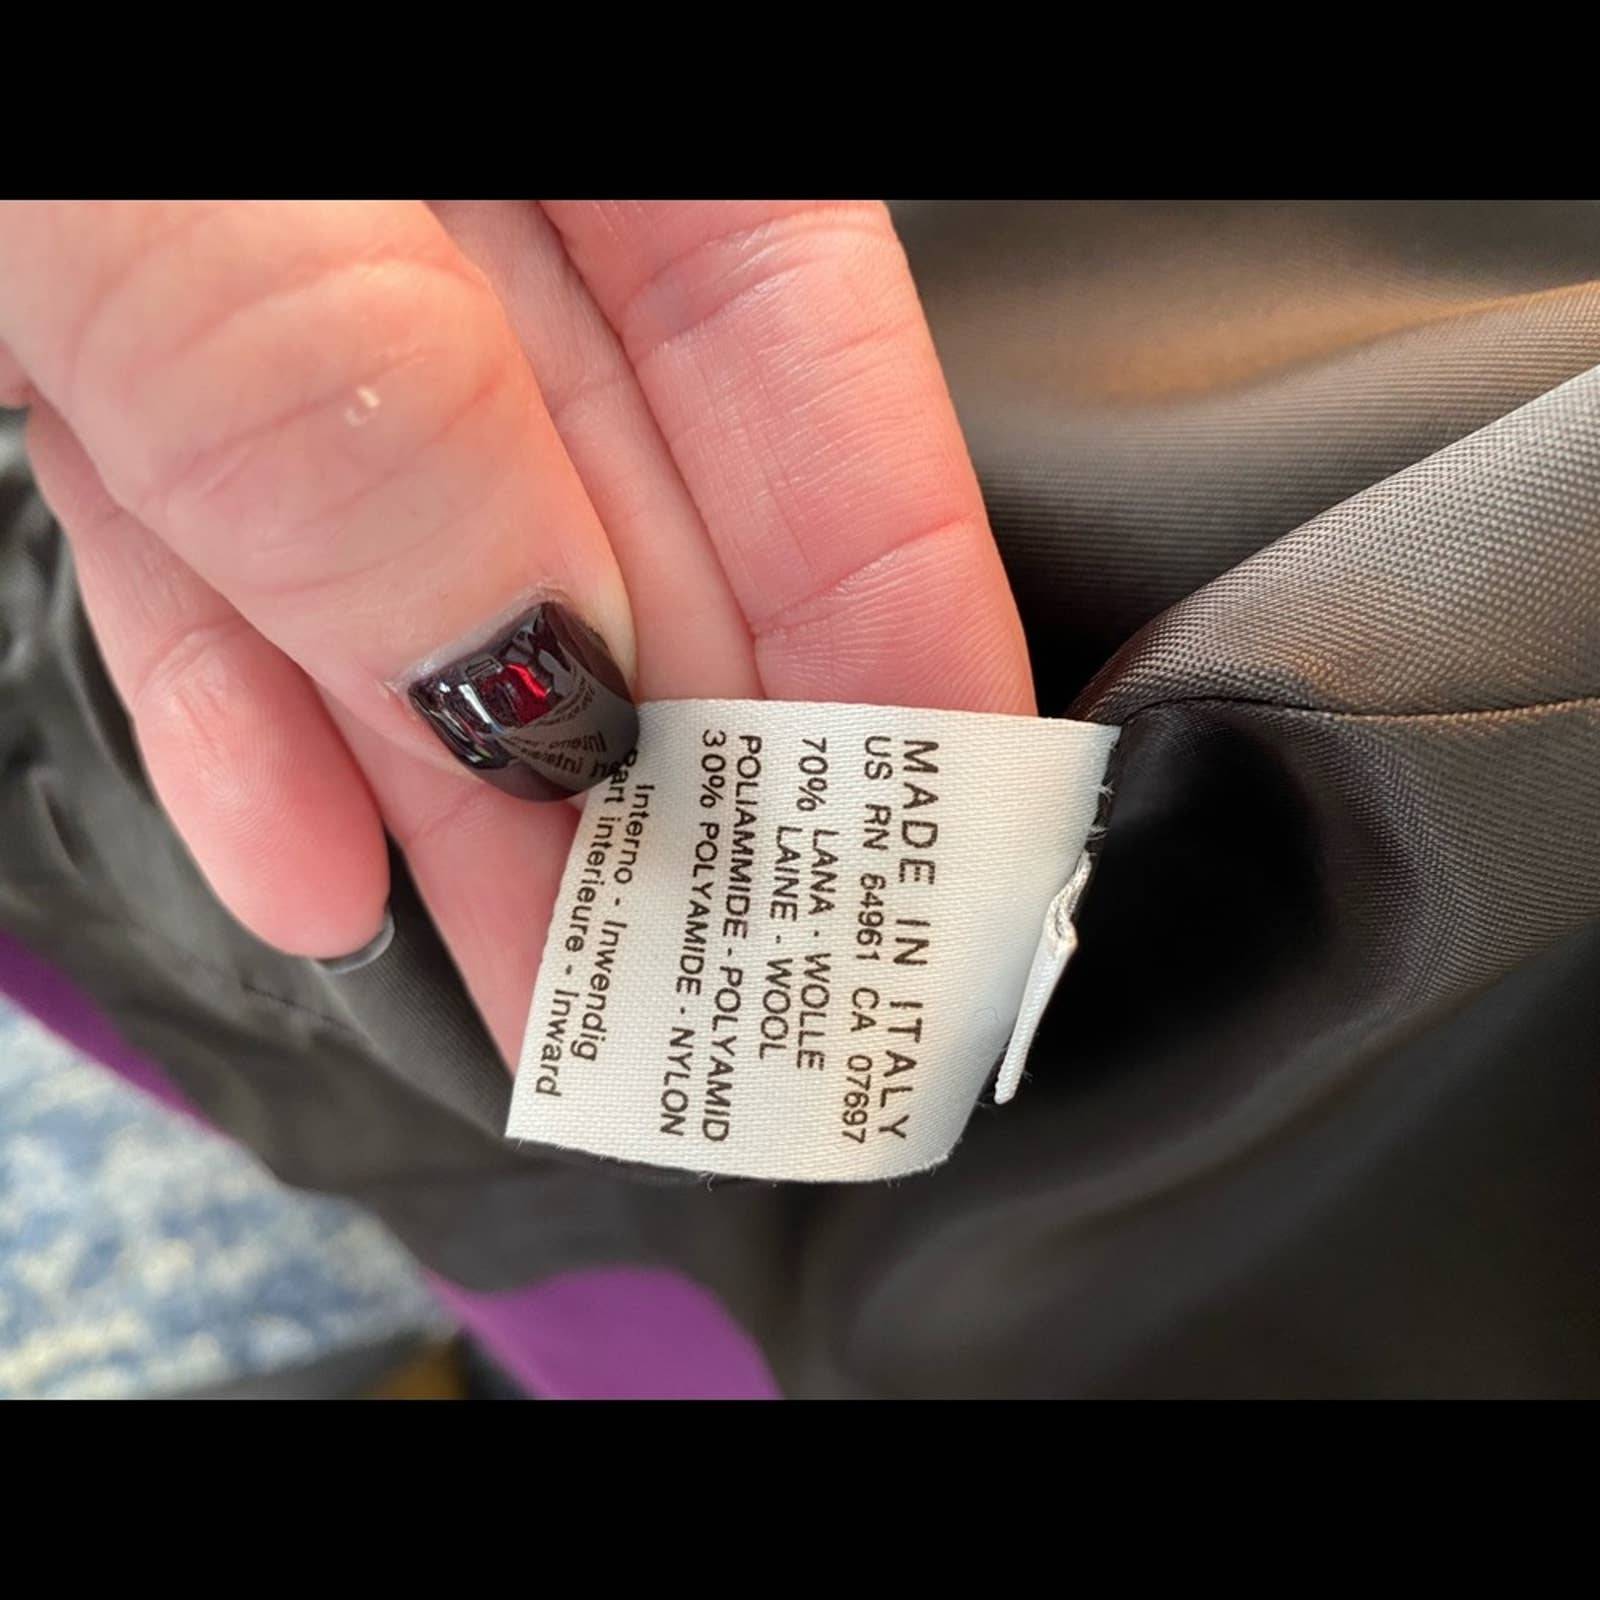 MADE IN ITALY
US RN 64961 CA 07697
70% LANA - WOLLE
LAINE - WOOL
POLIAMMIDE - POLYAMID
30% POLYAMIDE - NYLON
Interno - Inwendig
Part interieure - Inward